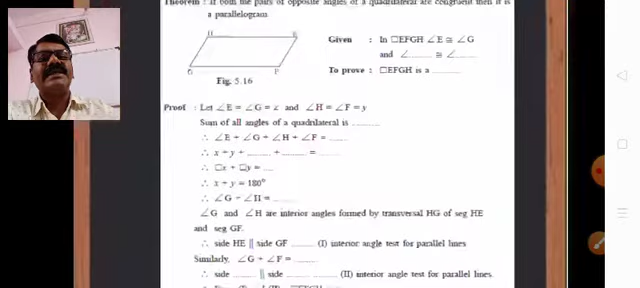 Theorem : If both the pairs of opposite angles of a quadrilateral are congruent then it is
a parallelogram.
H
E
G
F
Given : In □EFGH ∠E ≅ ∠G
and ∠ ........ ≅ ∠ ........
To prove : □EFGH is a ............
Fig. 5.16
Proof : Let ∠E = ∠G = x and ∠H = ∠F = y
Sum of all angles of a quadrilateral is ............
∴ ∠E + ∠G + ∠H + ∠F = ........
∴ x + y + ........ + ........ = ........
∴ □x + □y = ....
∴ x + y = 180°
∴ ∠G + ∠H = ........
∠G and ∠H are interior angles formed by transversal HG of seg HE
and seg GF.
∴ side HE || side GF ........ (I) interior angle test for parallel lines
Similarly, ∠G + ∠F = ........
∴ side ........ || side ........ ........ (II) interior angle test for parallel lines.